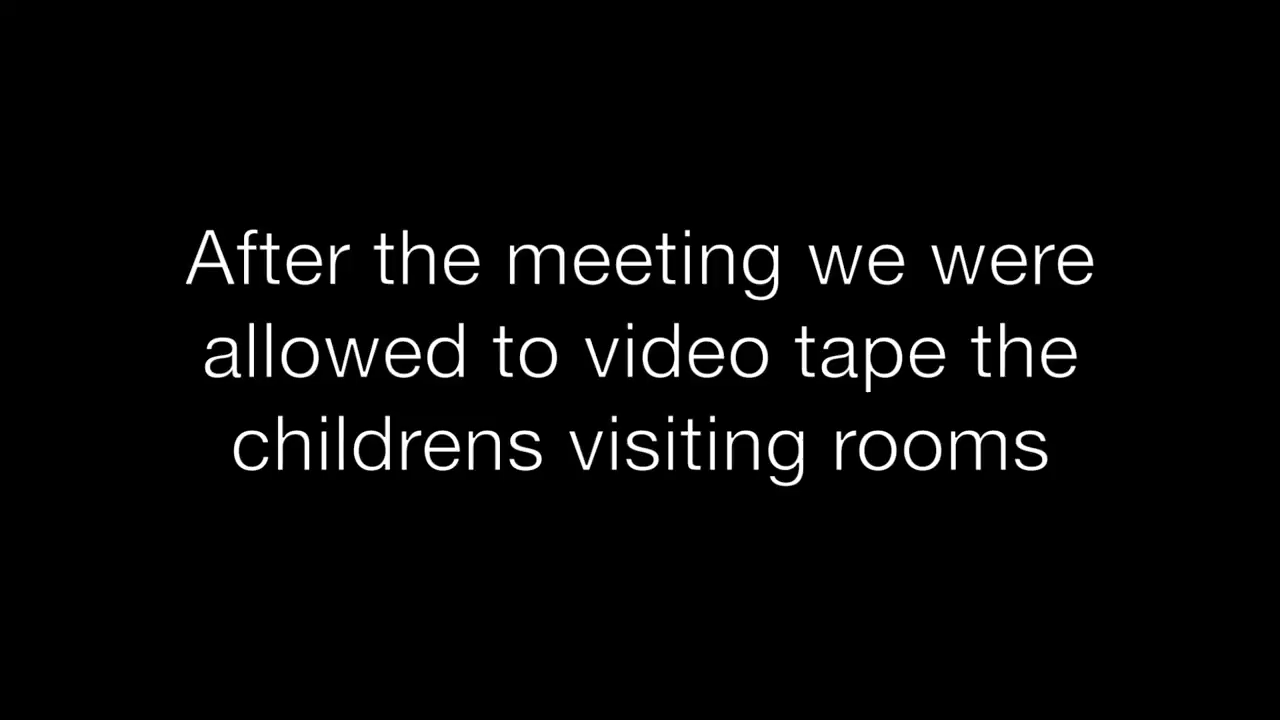 After the meeting we were
allowed to video tape the
childrens visiting rooms